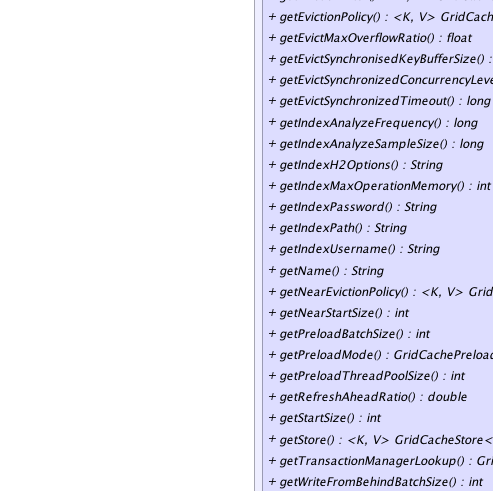 + getEvictionPolicy() : <K, V> GridCach
+ getEvictMaxOverflowRatio() : float
+ getEvictSynchronisedKeyBufferSize() :
+ getEvictSynchronizedConcurrencyLeve
+ getEvictSynchronizedTimeout() : long
+ getIndexAnalyzeFrequency() : long
+ getIndexAnalyzeSampleSize() : long
+ getIndexH2Options() : String
+ getIndexMaxOperationMemory() : int
+ getIndexPassword() : String
+ getIndexPath() : String
+ getIndexUsername() : String
+ getName() : String
+ getNearEvictionPolicy() : <K, V> Grid
+ getNearStartSize() : int
+ getPreloadBatchSize() : int
+ getPreloadMode() : GridCachePreload
+ getPreloadThreadPoolSize() : int
+ getRefreshAheadRatio() : double
+ getStartSize() : int
+ getStore() : <K, V> GridCacheStore<
+ getTransactionManagerLookup() : Gri
+ getWriteFromBehindBatchSize() : int